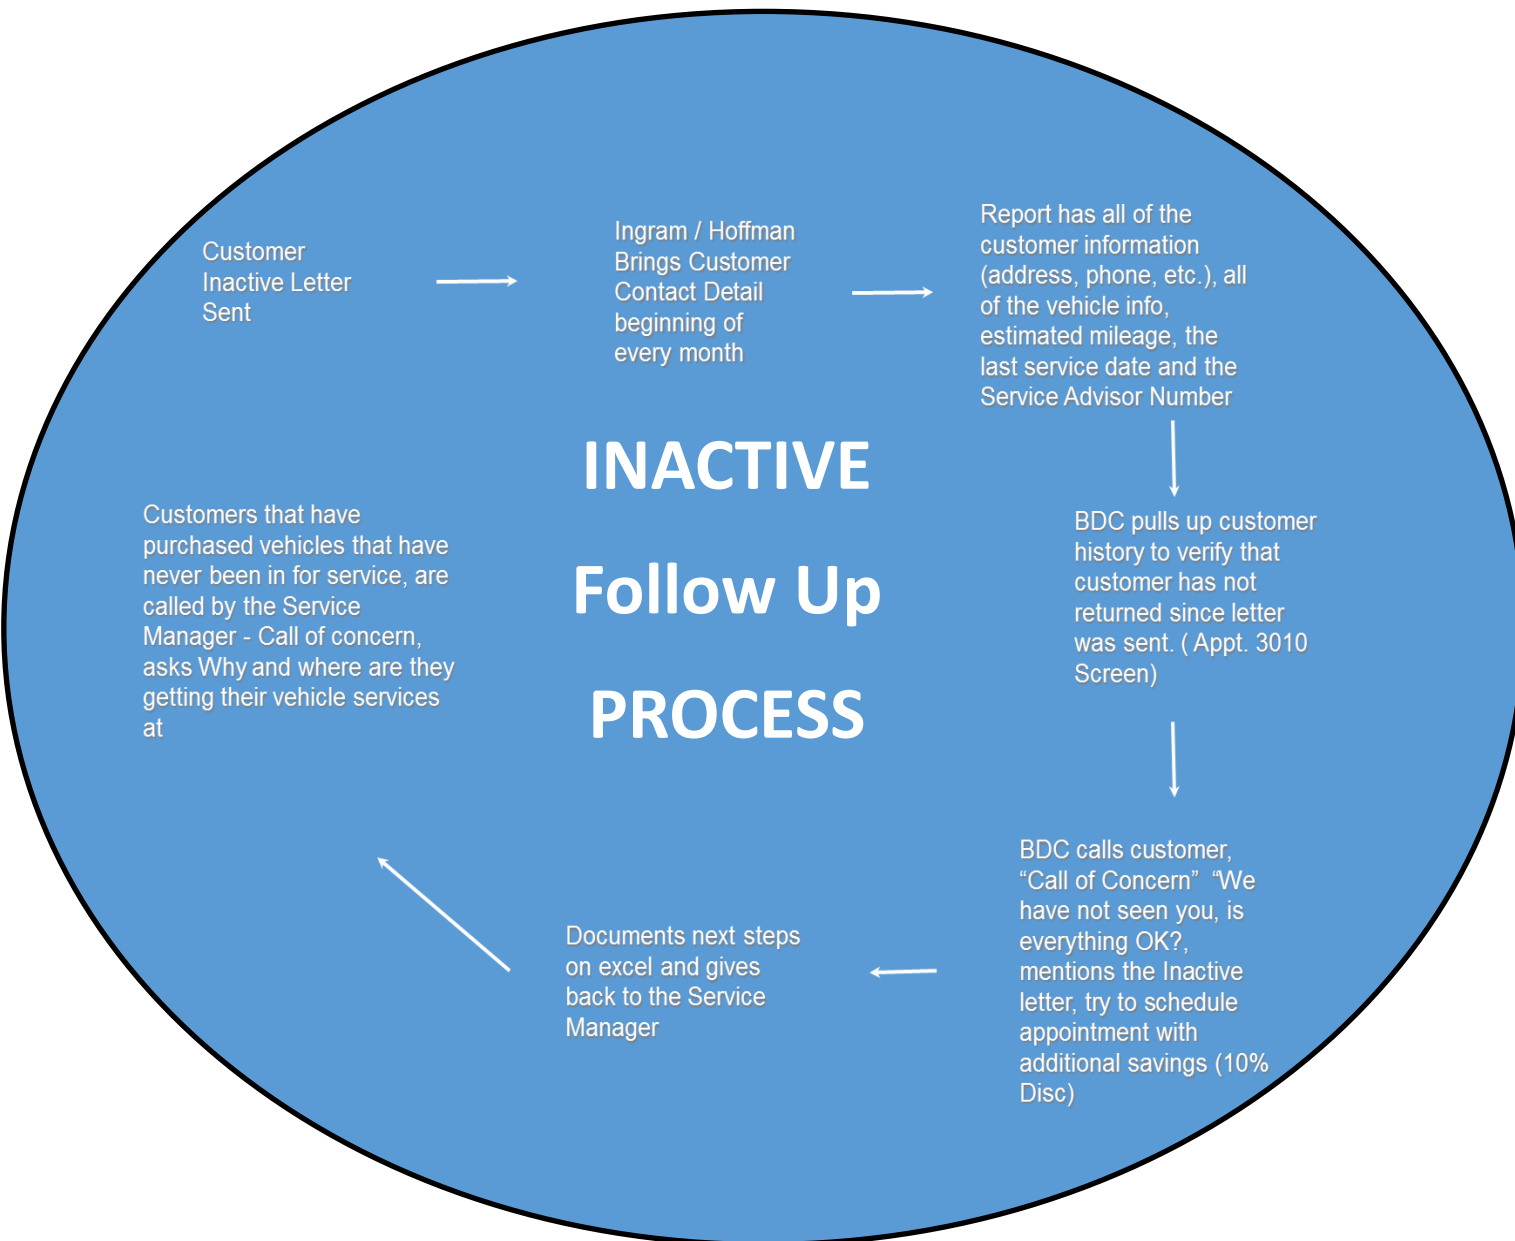 Customer
Inactive Letter
Sent
Ingram / Hoffman
Brings Customer
Contact Detail
beginning of
every month
Report has all of the
customer information
(address, phone, etc.), all
of the vehicle info,
estimated mileage, the
last service date and the
Service Advisor Number
INACTIVE
Follow Up
PROCESS
BDC pulls up customer
history to verify that
customer has not
returned since letter
was sent. ( Appt. 3010
Screen)
BDC calls customer,
“Call of Concern”  “We
have not seen you, is
everything OK?,
mentions the Inactive
letter, try to schedule
appointment with
additional savings (10%
Disc)
Documents next steps
on excel and gives
back to the Service
Manager
Customers that have
purchased vehicles that have
never been in for service, are
called by the Service
Manager - Call of concern,
asks Why and where are they
getting their vehicle services
at